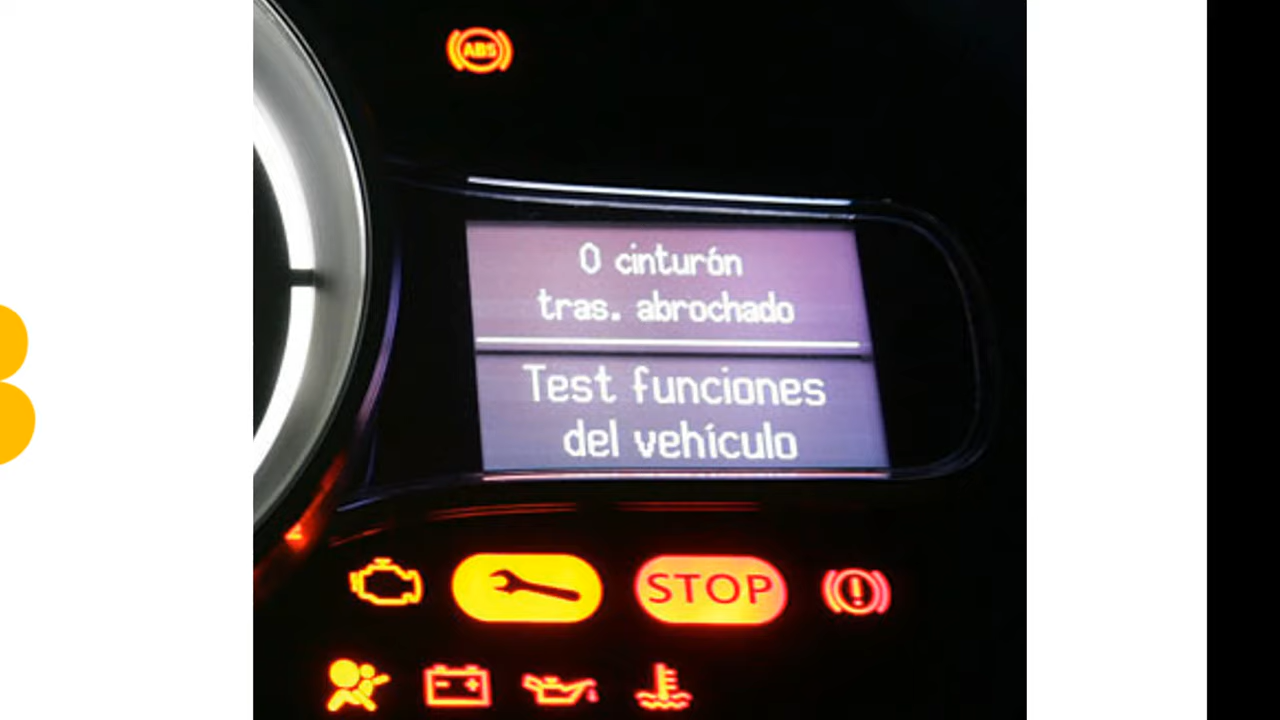 ABS
0 cinturón
tras. abrochado
Test funciones
del vehículo
STOP